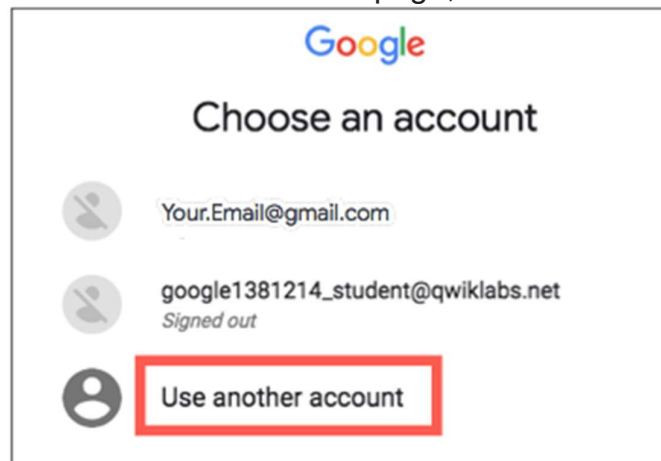 Google
Choose an account
Your.Email@gmail.com
google1381214_student@qwiklabs.net
Signed out
Use another account